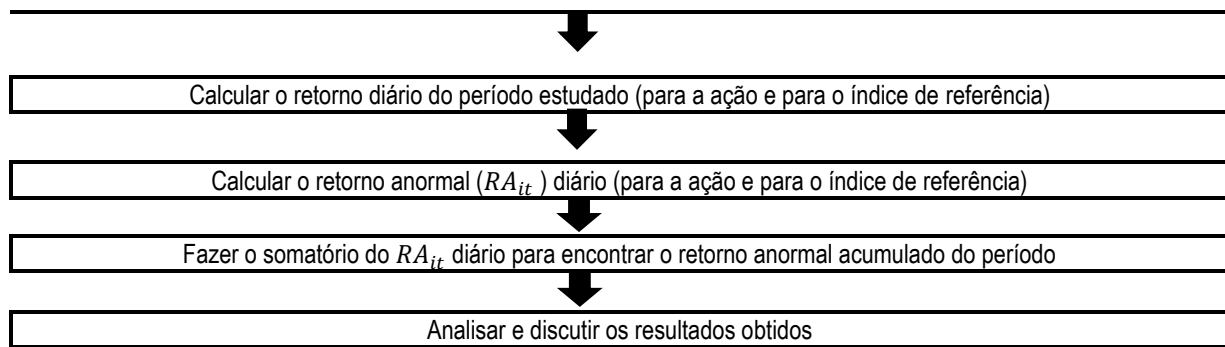 Calcular o retorno diário do período estudado (para a ação e para o índice de referência)
Calcular o retorno anormal (𝑅𝐴𝑖𝑡 ) diário (para a ação e para o índice de referência)
Fazer o somatório do 𝑅𝐴𝑖𝑡 diário para encontrar o retorno anormal acumulado do período
Analisar e discutir os resultados obtidos